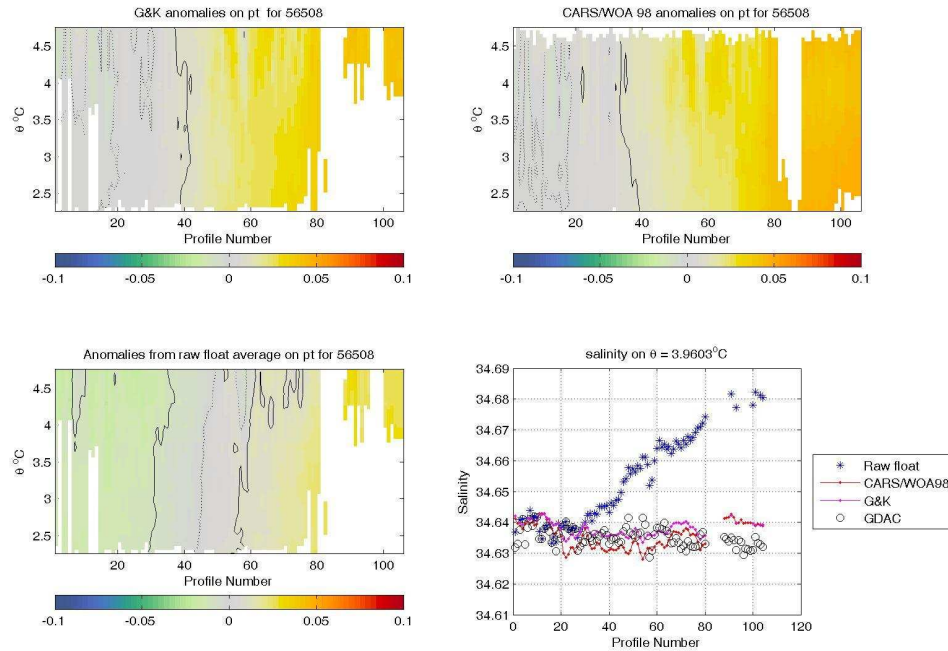 G&K anomalies on pt for 56508
4.5
4
3.5
3
2.5
θ °C
20 40 60 80 100
Profile Number
-0.1 -0.05 0 0.05 0.1
CARS/WOA 98 anomalies on pt for 56508
4.5
4
3.5
3
2.5
θ °C
20 40 60 80 100
Profile Number
-0.1 -0.05 0 0.05 0.1
Anomalies from raw float average on pt for 56508
4.5
4
3.5
3
2.5
θ °C
20 40 60 80 100
Profile Number
-0.1 -0.05 0 0.05 0.1
salinity on θ = 3.9603°C
34.69
34.68
34.67
34.66
34.65
34.64
34.63
34.62
34.61
Salinity
0 20 40 60 80 100 120
Profile Number
Raw float
CARS/WOA98
G&K
GDAC